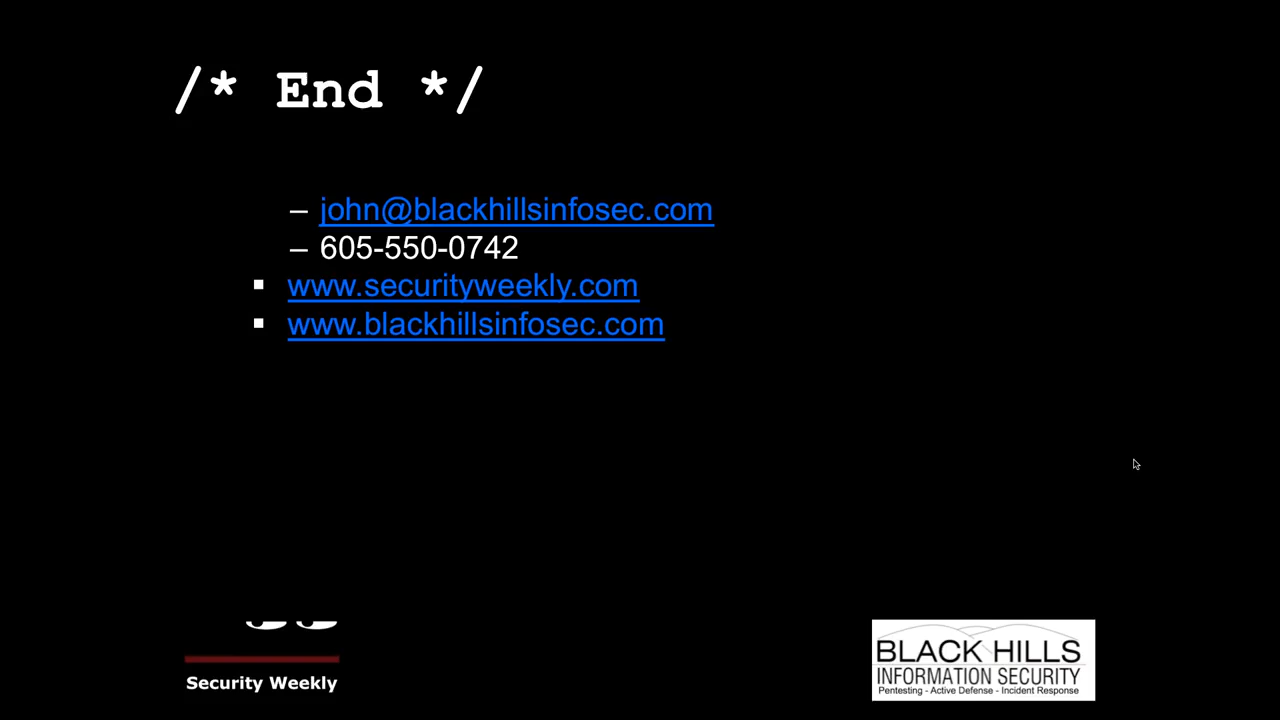 /* End */
– john@blackhillsinfosec.com
– 605-550-0742
▪ www.securityweekly.com
▪ www.blackhillsinfosec.com
Security Weekly
BLACK HILLS
INFORMATION SECURITY
Pentesting - Active Defense - Incident Response